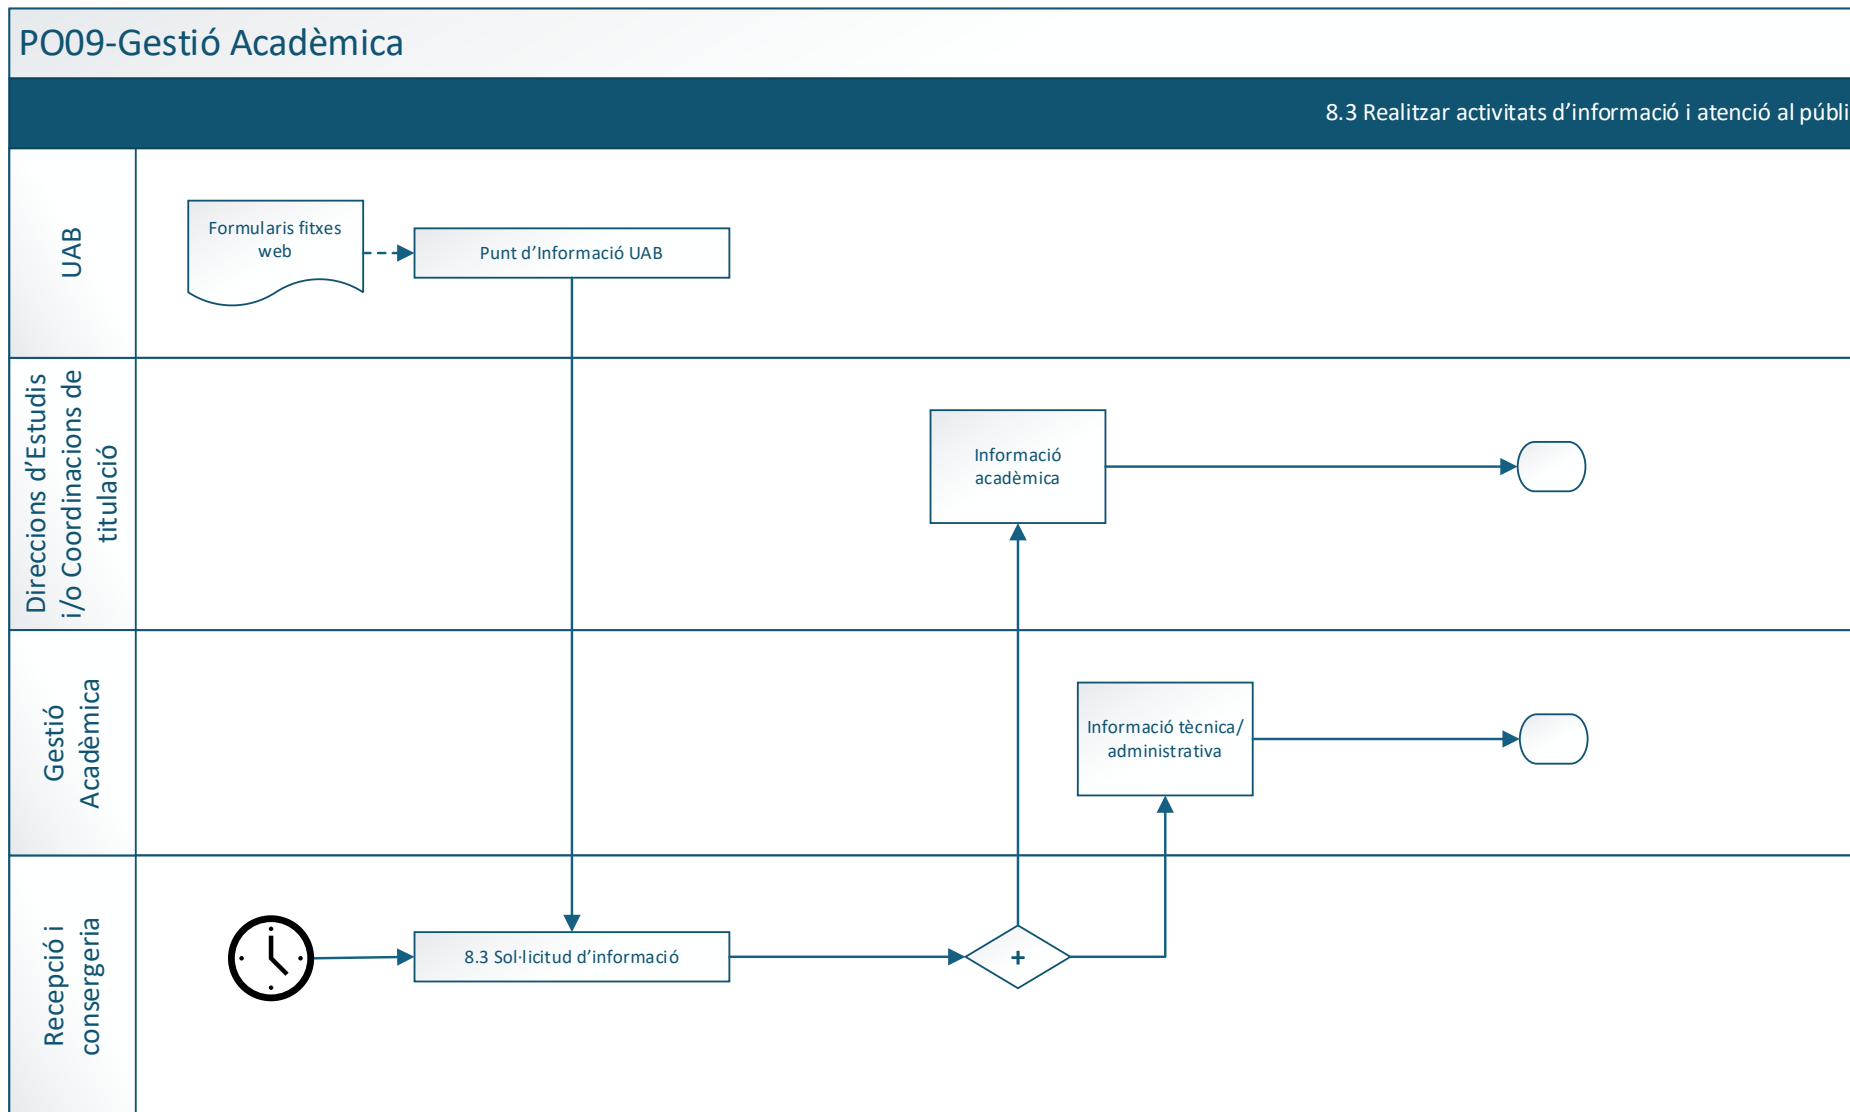 PO09-Gestió Acadèmica
8.3 Realitzar activitats d’informació i atenció al públi
UAB
Formularis fitxes
web
Punt d’Informació UAB
Direccions d’Estudis
i/o Coordinacions de
titulació
Informació
acadèmica
Gestió
Acadèmica
Informació tècnica/
administrativa
Recepció i
consergeria
8.3 Sol·licitud d’informació
+